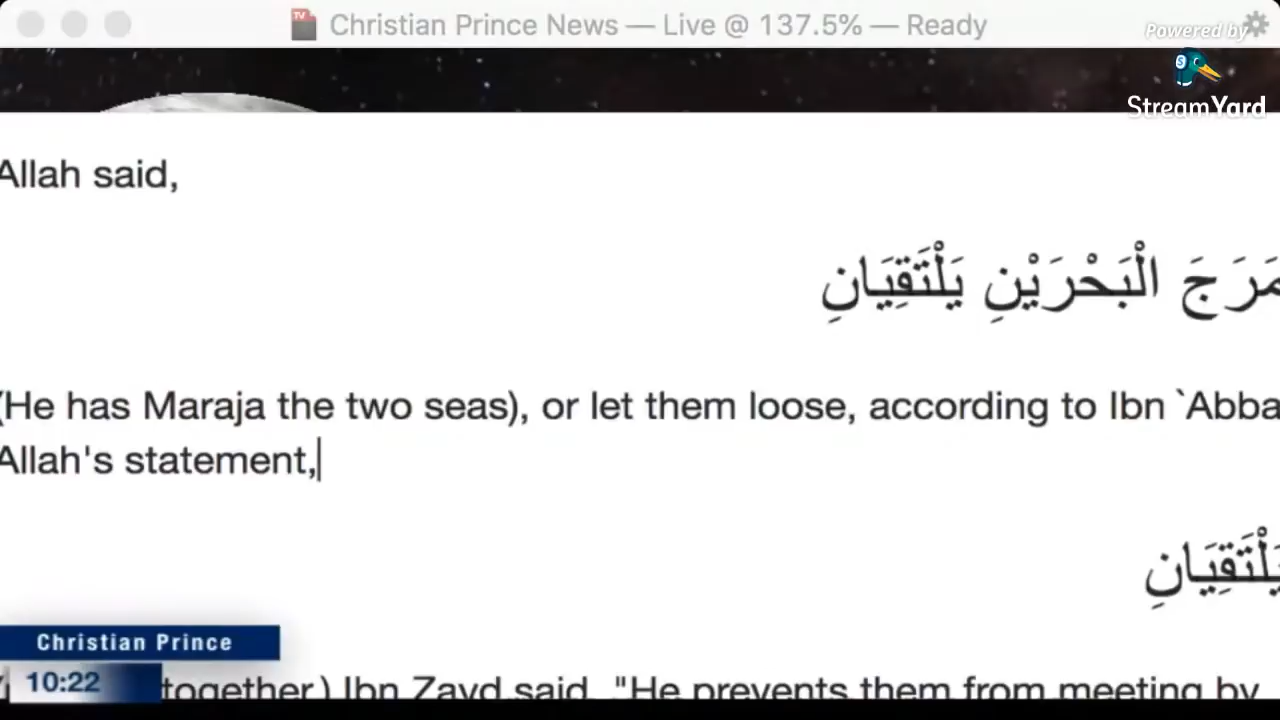 Christian Prince News — Live @ 137.5% — Ready
Powered by
StreamYard
Allah said,
مَرَجَ الْبَحْرَيْنِ يَلْتَقِيَانِ
(He has Maraja the two seas), or let them loose, according to Ibn `Abba
Allah's statement,
يَلْتَقِيَانِ
Christian Prince
10:22
together.) Ibn Zayd said, "He prevents them from meeting by